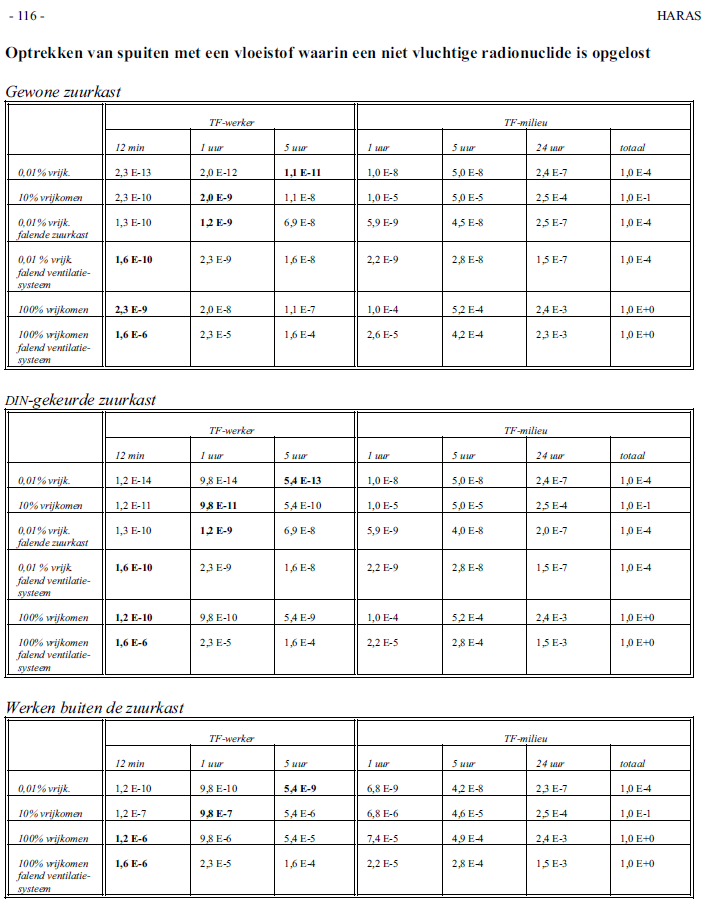 - 116 -
HARAS
Optrekken van spuiten met een vloeistof waarin een niet vluchtige radionuclide is opgelost
Gewone zuurkast
TF-werker TF-milieu
12 min 1 uur 5 uur 1 uur 5 uur 24 uur totaal
0,01% vrijk. 2,3 E-13 2,0 E-12 1,1 E-11 1,0 E-8 5,0 E-8 2,4 E-7 1,0 E-4
10% vrijkomen 2,3 E-10 2,0 E-9 1,1 E-8 1,0 E-5 5,0 E-5 2,5 E-4 1,0 E-1
0,01% vrijk. 1,3 E-10 1,2 E-9 6,9 E-8 5,9 E-9 4,5 E-8 2,5 E-7 1,0 E-4
falende zuurkast
0,01 % vrijk. 1,6 E-10 2,3 E-9 1,6 E-8 2,2 E-9 2,8 E-8 1,5 E-7 1,0 E-4
falend ventilatie-
systeem
100% vrijkomen 2,3 E-9 2,0 E-8 1,1 E-7 1,0 E-4 5,2 E-4 2,4 E-3 1,0 E+0
100% vrijkomen 1,6 E-6 2,3 E-5 1,6 E-4 2,6 E-5 4,2 E-4 2,3 E-3 1,0 E+0
falend ventilatie-
systeem
DIN-gekeurde zuurkast
TF-werker TF-milieu
12 min 1 uur 5 uur 1 uur 5 uur 24 uur totaal
0,01% vrijk. 1,2 E-14 9,8 E-14 5,4 E-13 1,0 E-8 5,0 E-8 2,4 E-7 1,0 E-4
10% vrijkomen 1,2 E-11 9,8 E-11 5,4 E-10 1,0 E-5 5,0 E-5 2,5 E-4 1,0 E-1
0,01% vrijk. 1,3 E-10 1,2 E-9 6,9 E-8 5,9 E-9 4,0 E-8 2,0 E-7 1,0 E-4
falende zuurkast
0,01 % vrijk. 1,6 E-10 2,3 E-9 1,6 E-8 2,2 E-9 2,8 E-8 1,5 E-7 1,0 E-4
falend ventilatie-
systeem
100% vrijkomen 1,2 E-10 9,8 E-10 5,4 E-9 1,0 E-4 5,2 E-4 2,4 E-3 1,0 E+0
100% vrijkomen 1,6 E-6 2,3 E-5 1,6 E-4 2,2 E-5 2,8 E-4 1,5 E-3 1,0 E+0
falend ventilatie-
systeem
Werken buiten de zuurkast
TF-werker TF-milieu
12 min 1 uur 5 uur 1 uur 5 uur 24 uur totaal
0,01% vrijk. 1,2 E-10 9,8 E-10 5,4 E-9 6,8 E-9 4,2 E-8 2,3 E-7 1,0 E-4
10% vrijkomen 1,2 E-7 9,8 E-7 5,4 E-6 6,8 E-6 4,6 E-5 2,5 E-4 1,0 E-1
100% vrijkomen 1,2 E-6 9,8 E-6 5,4 E-5 7,4 E-5 4,9 E-4 2,4 E-3 1,0 E+0
100% vrijkomen 1,6 E-6 2,3 E-5 1,6 E-4 2,2 E-5 2,8 E-4 1,5 E-3 1,0 E+0
falend ventilatie-
systeem